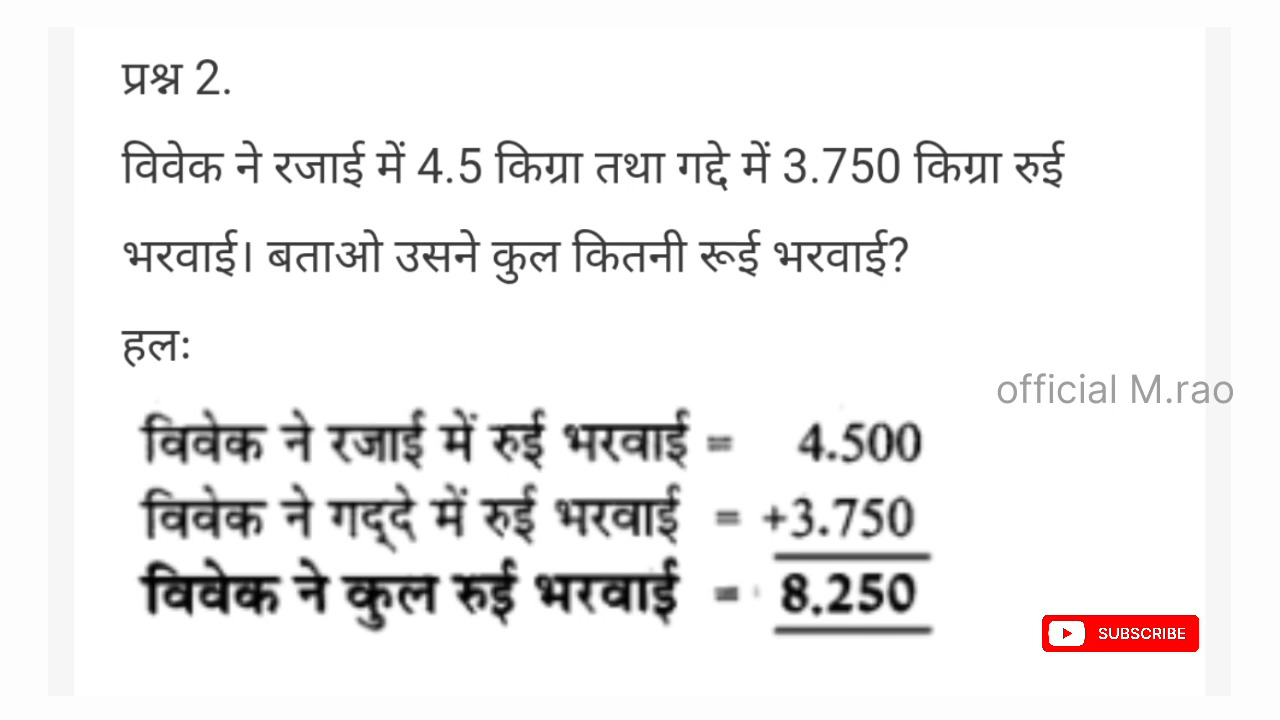 प्रश्न 2.
विवेक ने रजाई में 4.5 किग्रा तथा गद्दे में 3.750 किग्रा रुई
भरवाई। बताओ उसने कुल कितनी रूई भरवाई?
हलः
official M.rao
विवेक ने रजाई में रुई भरवाई = 4.500
विवेक ने गद्‌दे में रुई भरवाई = +3.750
विवेक ने कुल रुई भरवाई = 8.250
SUBSCRIBE